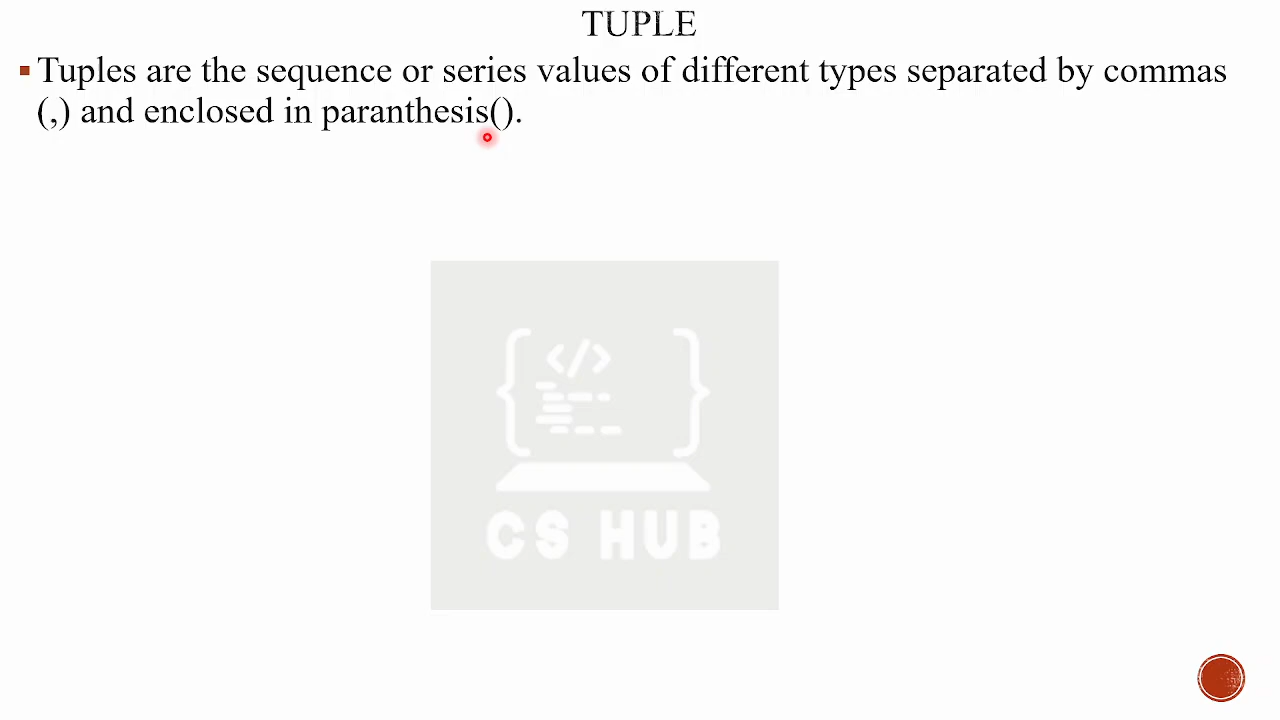 TUPLE
Tuples are the sequence or series values of different types separated by commas
(,) and enclosed in paranthesis().
{ </> }
CS HUB